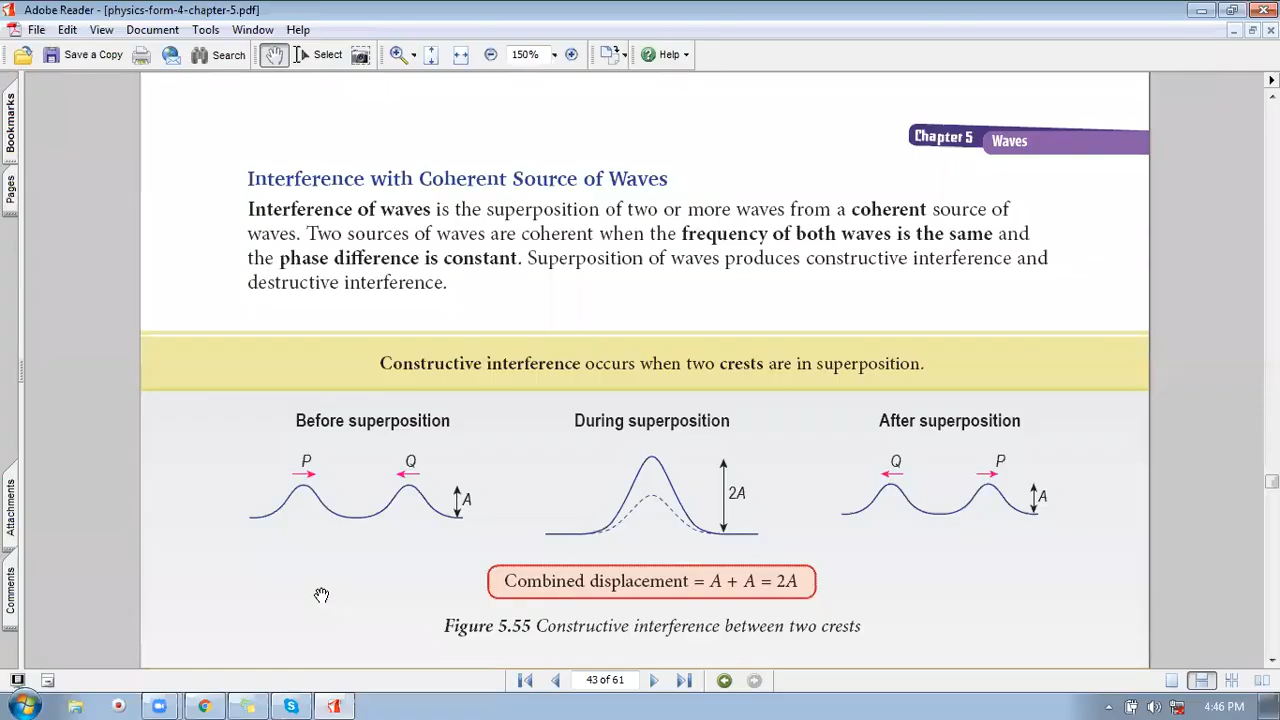 Adobe Reader - [physics-form-4-chapter-5.pdf]
File Edit View Document Tools Window Help
Save a Copy Search Select 150% Help
Bookmarks
Pages
Attachments
Comments
Chapter 5 Waves
Interference with Coherent Source of Waves
Interference of waves is the superposition of two or more waves from a coherent source of
waves. Two sources of waves are coherent when the frequency of both waves is the same and
the phase difference is constant. Superposition of waves produces constructive interference and
destructive interference.
Constructive interference occurs when two crests are in superposition.
Before superposition During superposition After superposition
P Q Q P
A 2A A
Combined displacement = A + A = 2A
Figure 5.55 Constructive interference between two crests
43 of 61
4:46 PM